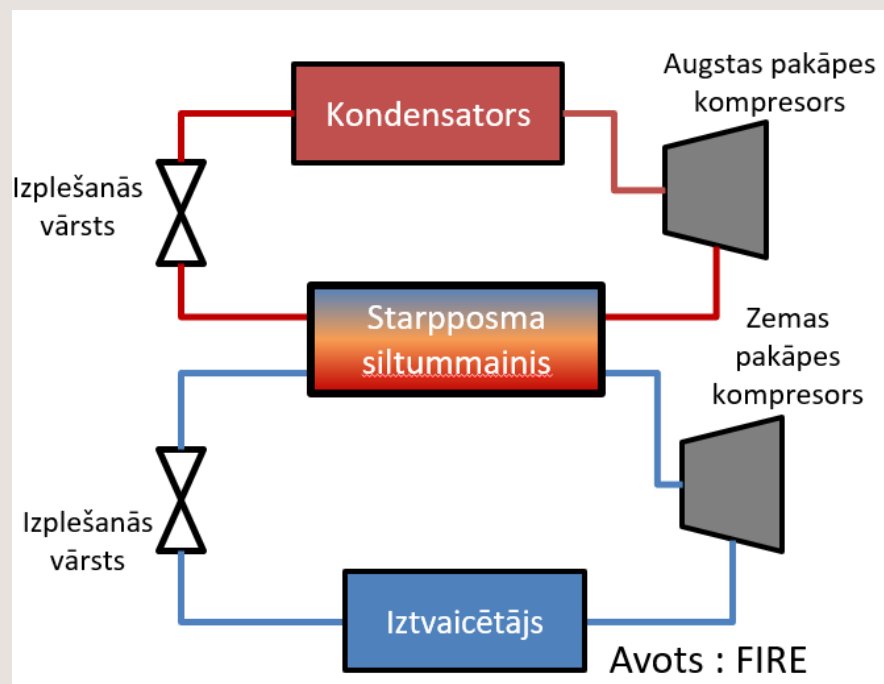 Augstas pakāpes
kompresors
Kondensators
Izplešanās
vārsts
Starpposma
siltummainis
Zemas
pakāpes
kompresors
Izplešanās
vārsts
Iztvaicētājs
Avots : FIRE